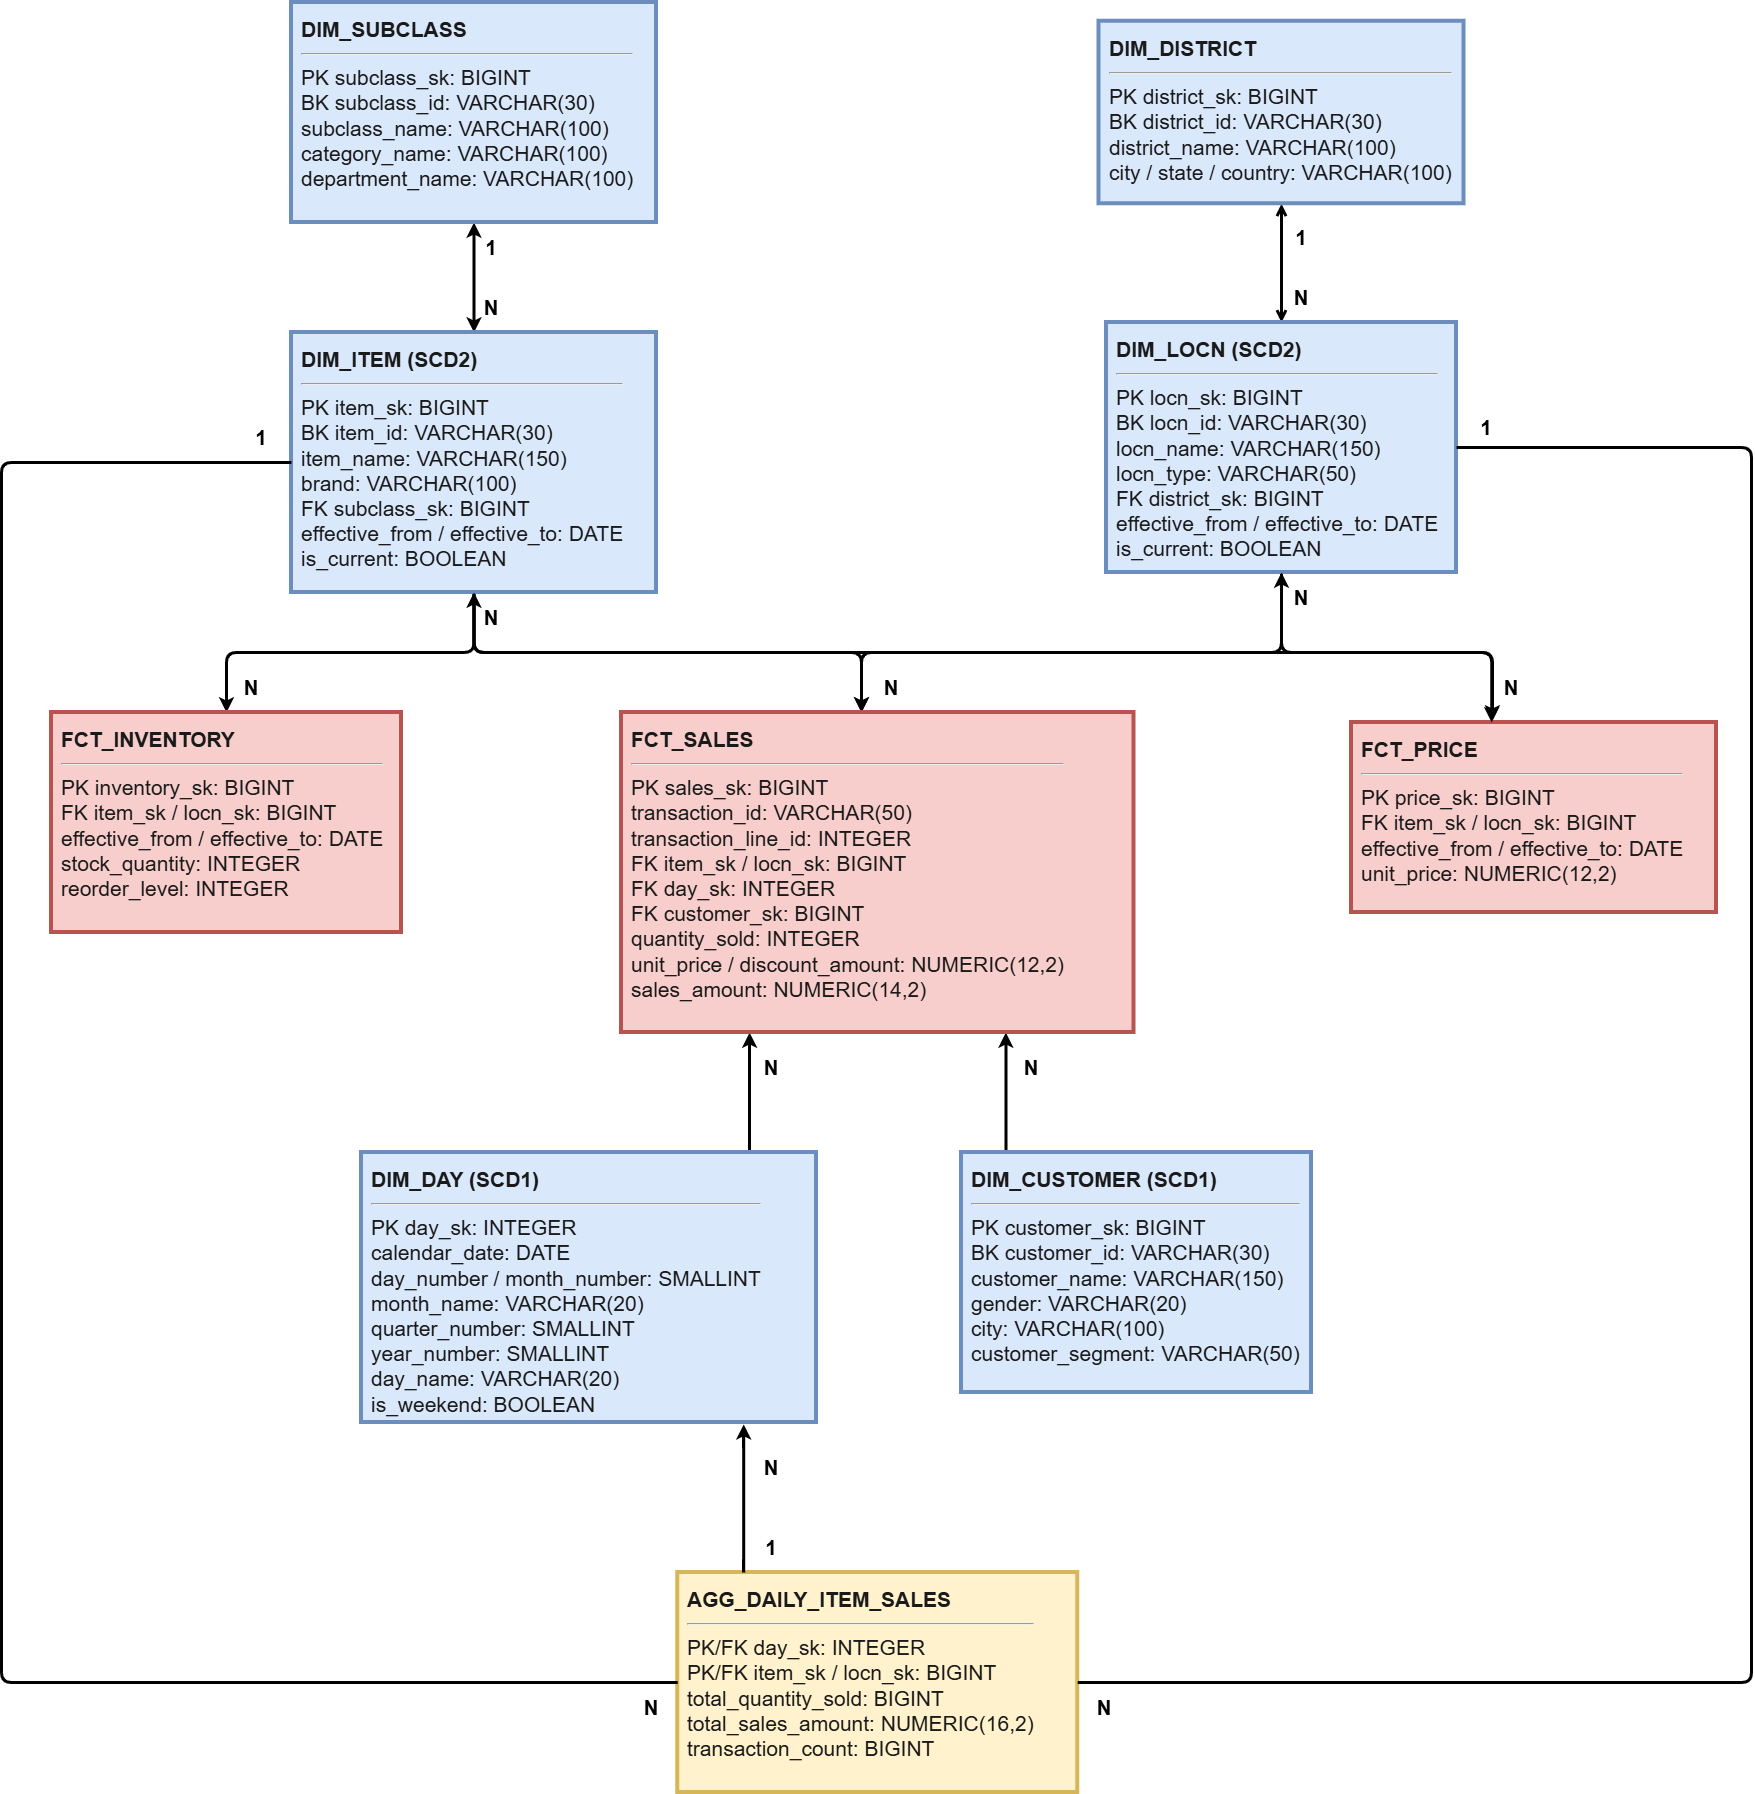 DIM_SUBCLASS
PK subclass_sk: BIGINT
BK subclass_id: VARCHAR(30)
subclass_name: VARCHAR(100)
category_name: VARCHAR(100)
department_name: VARCHAR(100)
DIM_DISTRICT
PK district_sk: BIGINT
BK district_id: VARCHAR(30)
district_name: VARCHAR(100)
city / state / country: VARCHAR(100)
1
N
1
N
DIM_ITEM (SCD2)
PK item_sk: BIGINT
BK item_id: VARCHAR(30)
item_name: VARCHAR(150)
brand: VARCHAR(100)
FK subclass_sk: BIGINT
effective_from / effective_to: DATE
is_current: BOOLEAN
1
DIM_LOCN (SCD2)
PK locn_sk: BIGINT
BK locn_id: VARCHAR(30)
locn_name: VARCHAR(150)
locn_type: VARCHAR(50)
FK district_sk: BIGINT
effective_from / effective_to: DATE
is_current: BOOLEAN
1
N
N
N
N
N
FCT_INVENTORY
PK inventory_sk: BIGINT
FK item_sk / locn_sk: BIGINT
effective_from / effective_to: DATE
stock_quantity: INTEGER
reorder_level: INTEGER
FCT_SALES
PK sales_sk: BIGINT
transaction_id: VARCHAR(50)
transaction_line_id: INTEGER
FK item_sk / locn_sk: BIGINT
FK day_sk: INTEGER
FK customer_sk: BIGINT
quantity_sold: INTEGER
unit_price / discount_amount: NUMERIC(12,2)
sales_amount: NUMERIC(14,2)
FCT_PRICE
PK price_sk: BIGINT
FK item_sk / locn_sk: BIGINT
effective_from / effective_to: DATE
unit_price: NUMERIC(12,2)
N
N
DIM_DAY (SCD1)
PK day_sk: INTEGER
calendar_date: DATE
day_number / month_number: SMALLINT
month_name: VARCHAR(20)
quarter_number: SMALLINT
year_number: SMALLINT
day_name: VARCHAR(20)
is_weekend: BOOLEAN
DIM_CUSTOMER (SCD1)
PK customer_sk: BIGINT
BK customer_id: VARCHAR(30)
customer_name: VARCHAR(150)
gender: VARCHAR(20)
city: VARCHAR(100)
customer_segment: VARCHAR(50)
N
1
AGG_DAILY_ITEM_SALES
PK/FK day_sk: INTEGER
PK/FK item_sk / locn_sk: BIGINT
total_quantity_sold: BIGINT
total_sales_amount: NUMERIC(16,2)
transaction_count: BIGINT
N
N